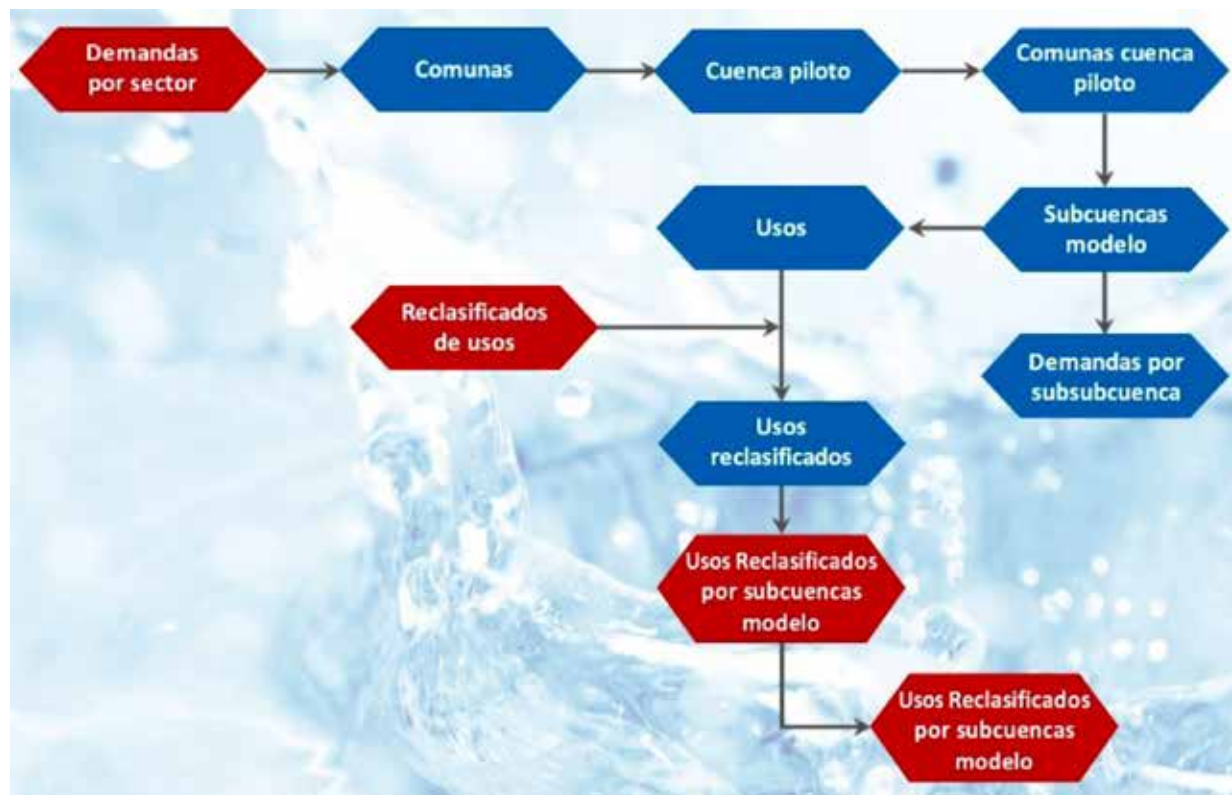 Demandas
por sector
Comunas
Cuenca piloto
Comunas cuenca
piloto
Usos
Subcuencas
modelo
Reclasificados
de usos
Demandas por
subsubcuenca
Usos
reclasificados
Usos Reclasificados
por subcuencas
modelo
Usos Reclasificados
por subcuencas
modelo